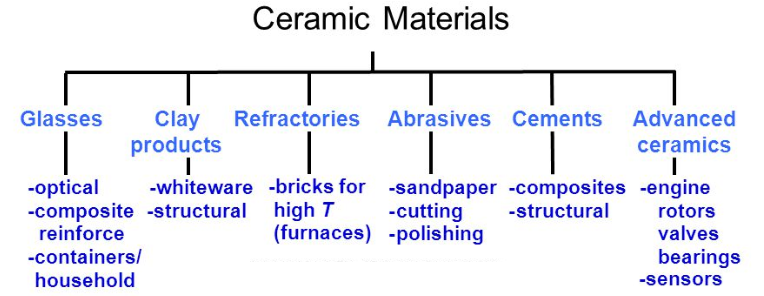 Ceramic Materials
Glasses
Clay
products
Refractories
Abrasives
Cements
Advanced
ceramics
-optical
-composite
reinforce
-containers/
household
-whiteware
-structural
-bricks for
high T
(furnaces)
-sandpaper
-cutting
-polishing
-composites
-structural
-engine
rotors
valves
bearings
-sensors